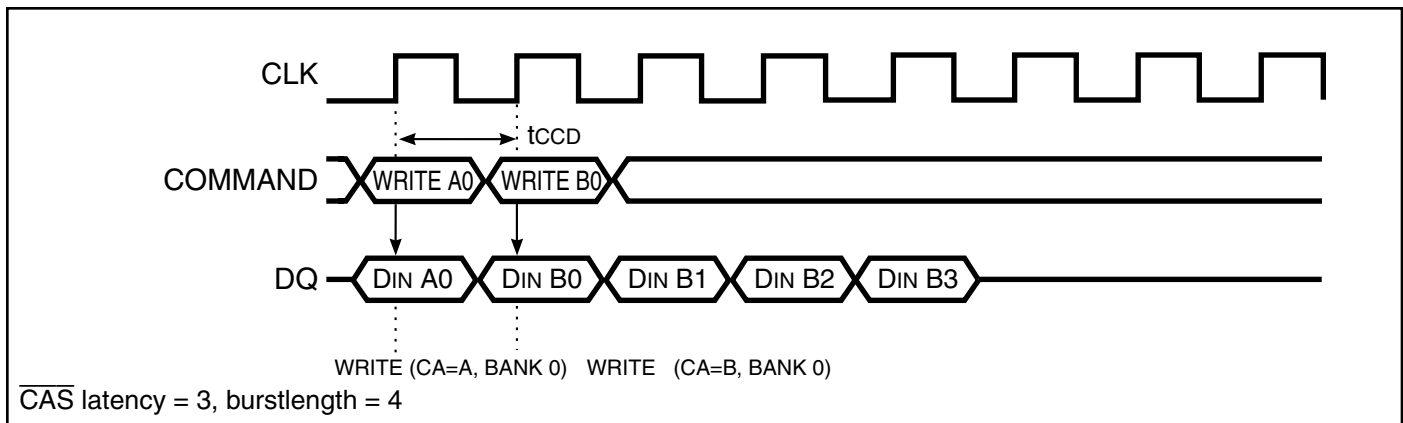 CLK
tCCD
COMMAND WRITE A0 WRITE B0
DQ DIN A0 DIN B0 DIN B1 DIN B2 DIN B3
WRITE (CA=A, BANK 0) WRITE (CA=B, BANK 0)
CAS latency = 3, burstlength = 4